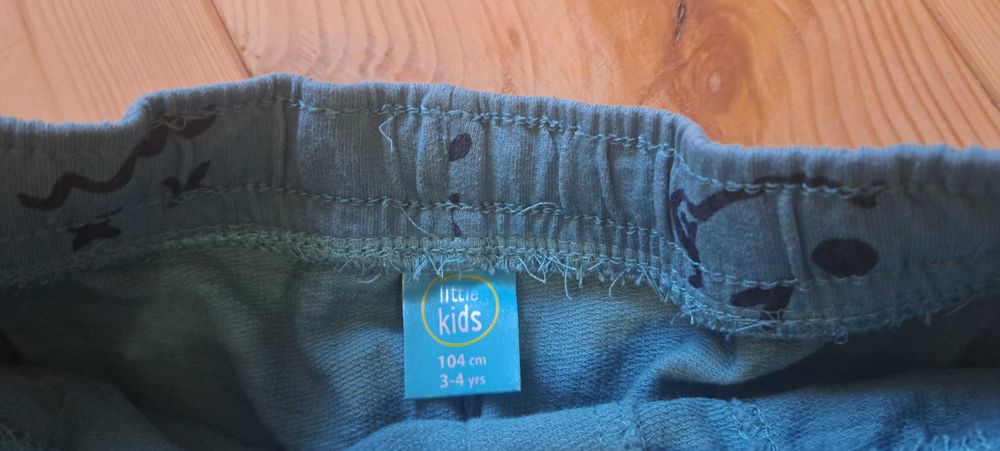 little
kids
104 cm
3-4 yrs